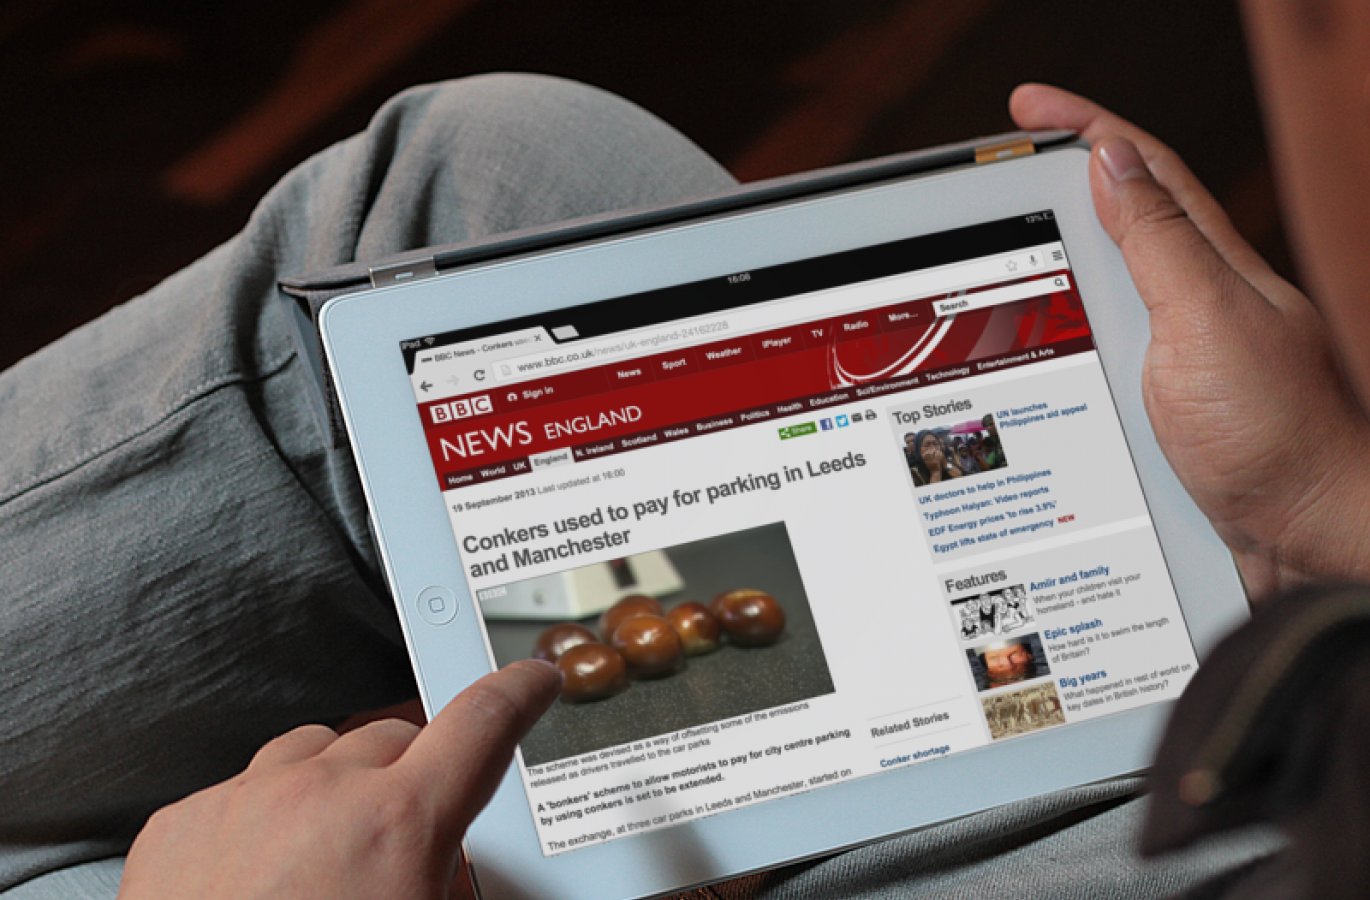 iPad
16:08
13%
BBC News - Conkers used
www.bbc.co.uk/news/uk-england-24162228
BBC
Sign in
News
Sport
Weather
iPlayer
TV
Radio
More...
Search
NEWS ENGLAND
Home World UK England N. Ireland Scotland Wales Business Politics Health Education Sci/Environment Technology Entertainment & Arts
19 September 2013 Last updated at 16:00
Share
Conkers used to pay for parking in Leeds
and Manchester
BBC
The scheme was devised as a way of offsetting some of the emissions
released as drivers travelled to the car parks
A 'bonkers' scheme to allow motorists to pay for city centre parking
by using conkers is set to be extended.
The exchange, at three car parks in Leeds and Manchester, started on
Related Stories
Conker shortage
Top Stories
UN launches
Philippines aid appeal
UK doctors to help in Philippines
Typhoon Haiyan: Video reports
EDF Energy prices 'to rise 3.9%'
Egypt lifts state of emergency NEW
Features
Amiir and family
When your children visit your
homeland - and hate it
Epic splash
How hard is it to swim the length
of Britain?
Big years
What happened in rest of world on
key dates in British history?